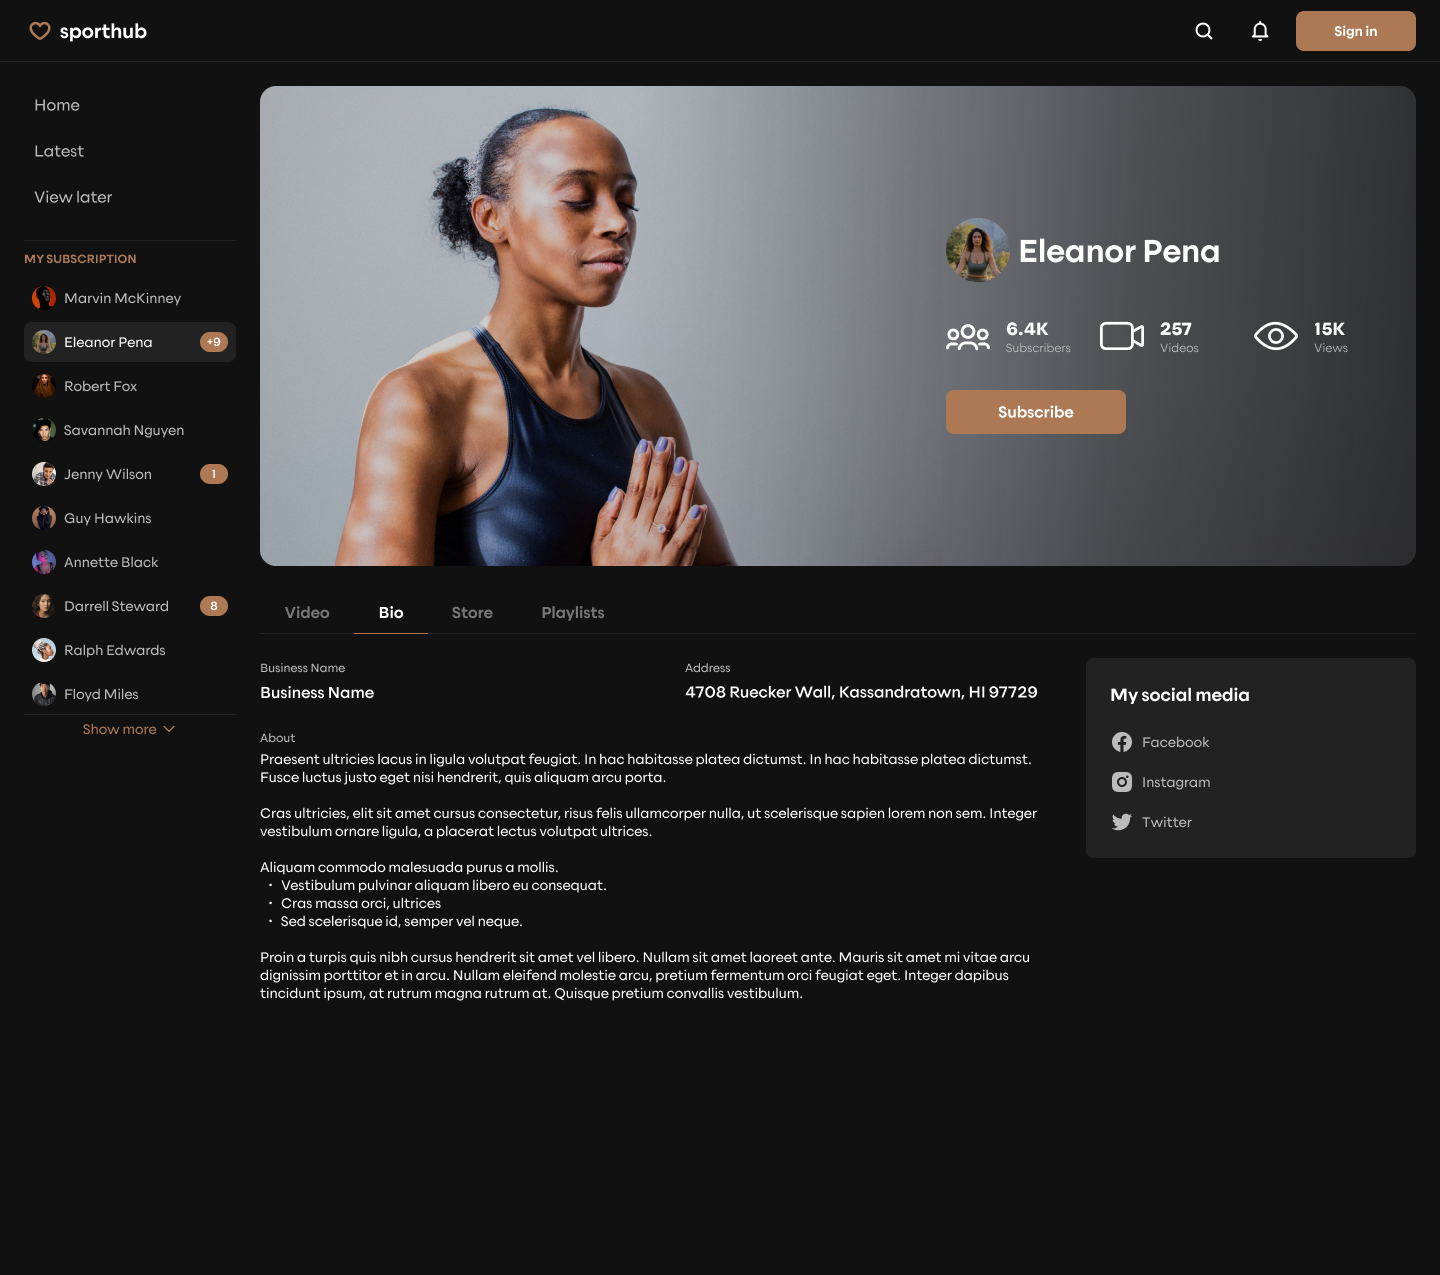 sporthub
Sign in
Home
Latest
View later
MY SUBSCRIPTION
Marvin McKinney
Eleanor Pena
+9
Robert Fox
Savannah Nguyen
Jenny Wilson
1
Guy Hawkins
Annette Black
Darrell Steward
8
Ralph Edwards
Floyd Miles
Show more
Eleanor Pena
6.4K
Subscribers
257
Videos
15K
Views
Subscribe
Video
Bio
Store
Playlists
Business Name
Business Name
Address
4708 Ruecker Wall, Kassandratown, HI 97729
About
Praesent ultricies lacus in ligula volutpat feugiat. In hac habitasse platea dictumst. In hac habitasse platea dictumst.
Fusce luctus justo eget nisi hendrerit, quis aliquam arcu porta.
Cras ultricies, elit sit amet cursus consectetur, risus felis ullamcorper nulla, ut scelerisque sapien lorem non sem. Integer
vestibulum ornare ligula, a placerat lectus volutpat ultrices.
Aliquam commodo malesuada purus a mollis.
• Vestibulum pulvinar aliquam libero eu consequat.
• Cras massa orci, ultrices
• Sed scelerisque id, semper vel neque.
Proin a turpis quis nibh cursus hendrerit sit amet vel libero. Nullam sit amet laoreet ante. Mauris sit amet mi vitae arcu
dignissim porttitor et in arcu. Nullam eleifend molestie arcu, pretium fermentum orci feugiat eget. Integer dapibus
tincidunt ipsum, at rutrum magna rutrum at. Quisque pretium convallis vestibulum.
My social media
Facebook
Instagram
Twitter